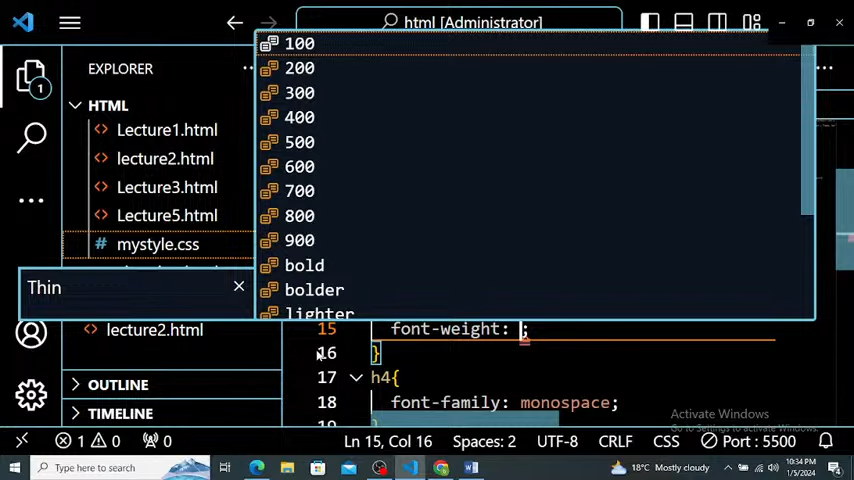 html [Administrator]
EXPLORER
HTML
Lecture1.html
lecture2.html
Lecture3.html
Lecture5.html
mystyle.css
100
200
300
400
500
600
700
800
900
bold
bolder
lighter
Thin
lecture2.html
15 font-weight: ;
16 }
17 h4{
18 font-family: monospace;
OUTLINE
TIMELINE
Activate Windows
Go to Settings to activate Windows.
1 0 0 Ln 15, Col 16 Spaces: 2 UTF-8 CRLF CSS Port : 5500
Type here to search
18°C Mostly cloudy
10:34 PM
1/5/2024
4
1